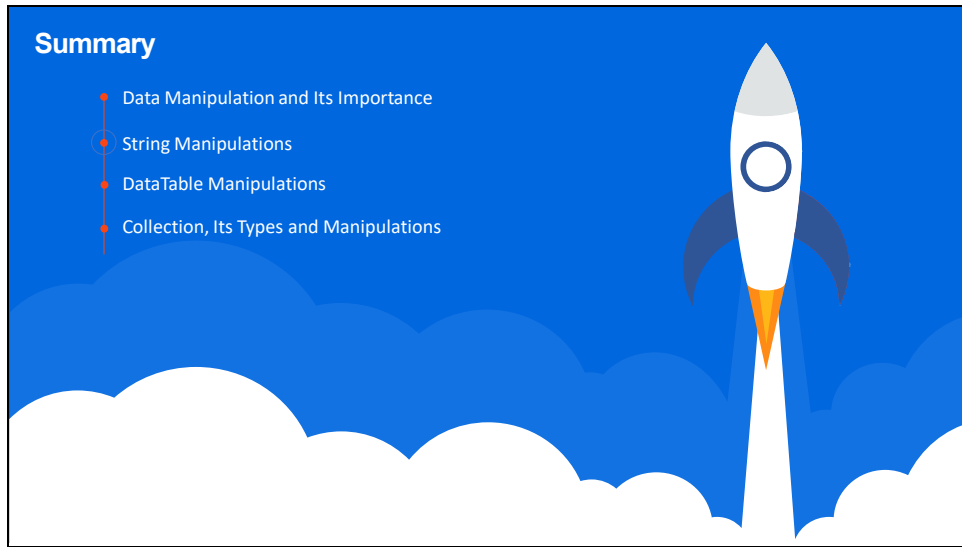 Summary
Data Manipulation and Its Importance
String Manipulations
DataTable Manipulations
Collection, Its Types and Manipulations